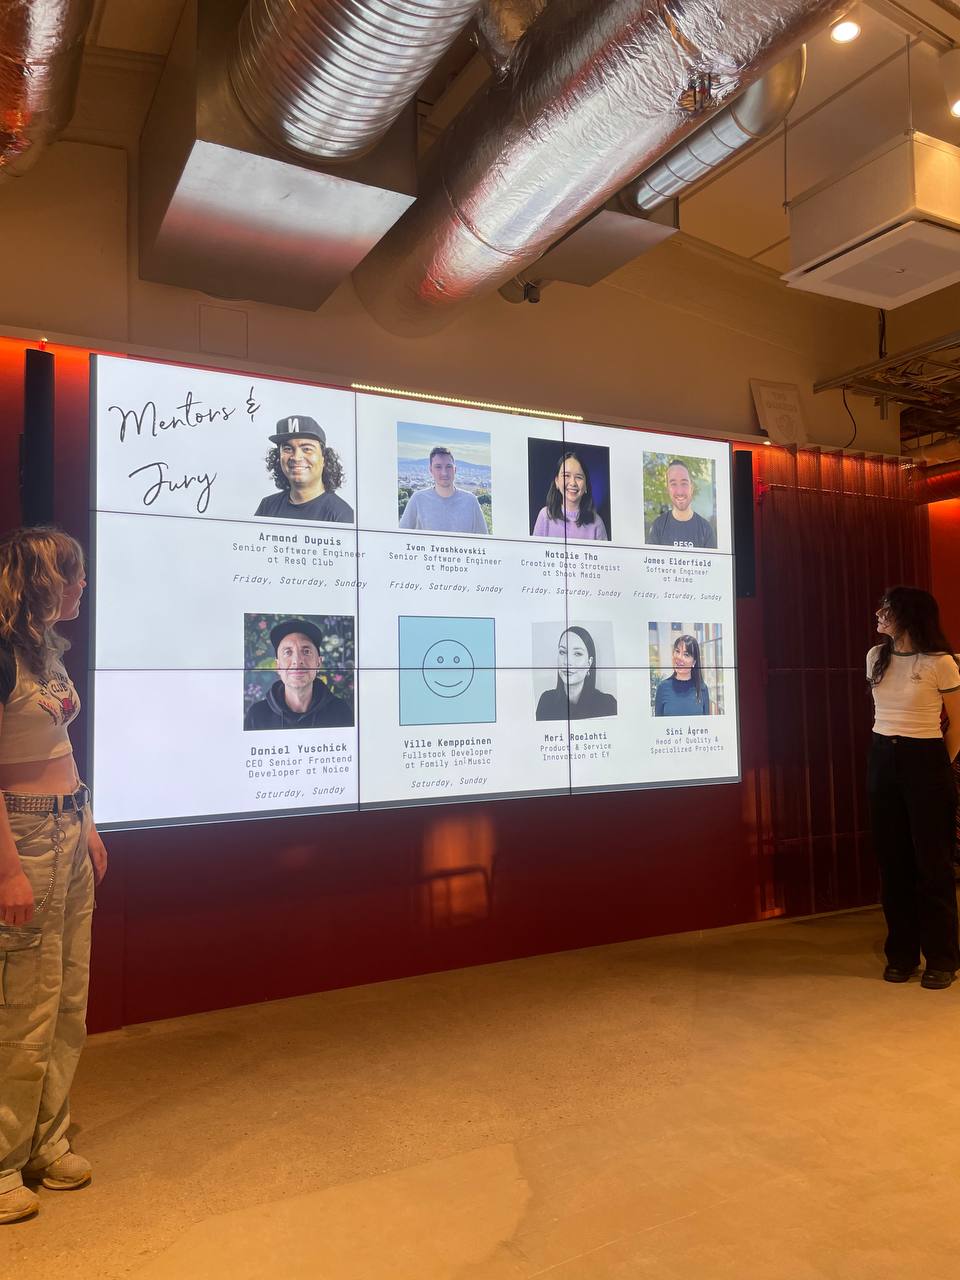 Mentors &
Jury
Armand Dupuis
Senior Software Engineer
at ResQ Club
Friday, Saturday, Sunday
Ivan Ivashkovskii
Senior Software Engineer
at Mapbox
Friday, Saturday, Sunday
Natalie Tha
Creative Data Strategist
at Shook Media
Friday, Saturday, Sunday
RESQ
James Elderfield
Software Engineer
at Anima
Friday, Saturday, Sunday
Daniel Yuschick
CEO Senior Frontend
Developer at Noice
Saturday, Sunday
Ville Kemppainen
Fullstack Developer
at Family in Music
Saturday, Sunday
Meri Raelahti
Product & Service
Innovation at EY
Sini Ågren
Head of Quality &
Specialized Projects
CLUB